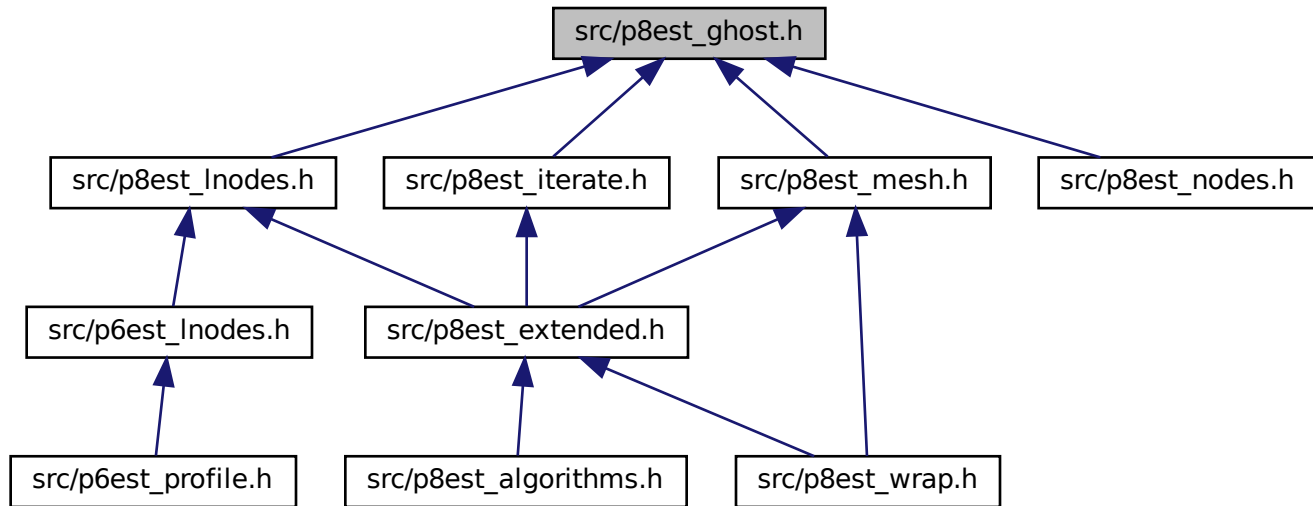 src/p8est_ghost.h
src/p8est_lnodes.h
src/p8est_iterate.h
src/p8est_mesh.h
src/p8est_nodes.h
src/p6est_lnodes.h
src/p8est_extended.h
src/p6est_profile.h
src/p8est_algorithms.h
src/p8est_wrap.h